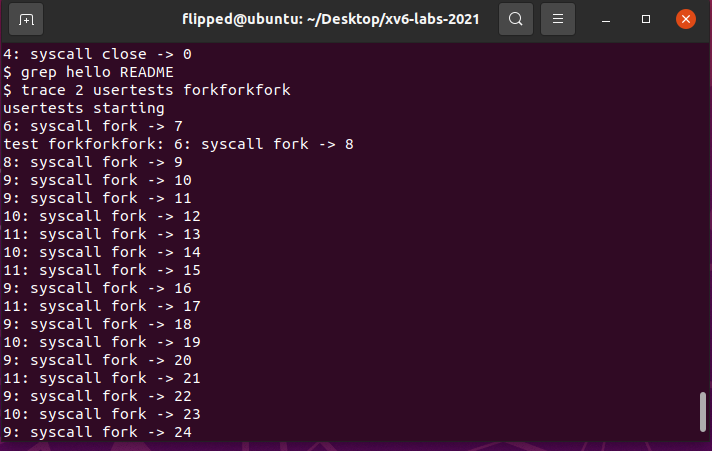 flipped@ubuntu: ~/Desktop/xv6-labs-2021
4: syscall close -> 0
$ grep hello README
$ trace 2 usertests forkforkfork
usertests starting
6: syscall fork -> 7
test forkforkfork: 6: syscall fork -> 8
8: syscall fork -> 9
9: syscall fork -> 10
9: syscall fork -> 11
10: syscall fork -> 12
11: syscall fork -> 13
10: syscall fork -> 14
11: syscall fork -> 15
9: syscall fork -> 16
11: syscall fork -> 17
9: syscall fork -> 18
10: syscall fork -> 19
9: syscall fork -> 20
11: syscall fork -> 21
9: syscall fork -> 22
10: syscall fork -> 23
9: syscall fork -> 24